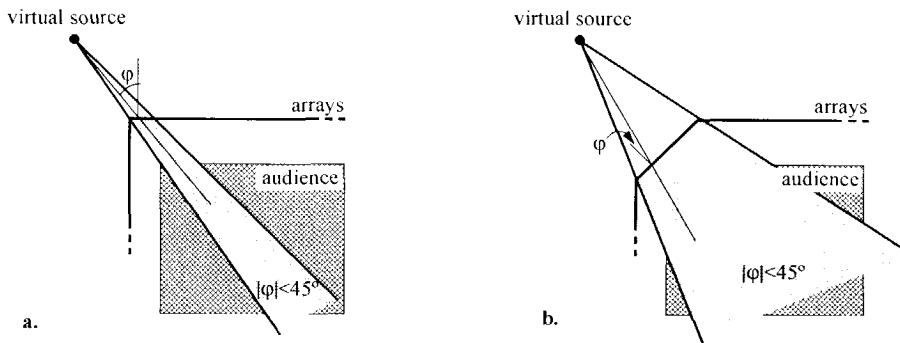 virtual source
φ
arrays
audience
|φ|<45°
a.
virtual source
φ
arrays
audience
|φ|<45°
b.